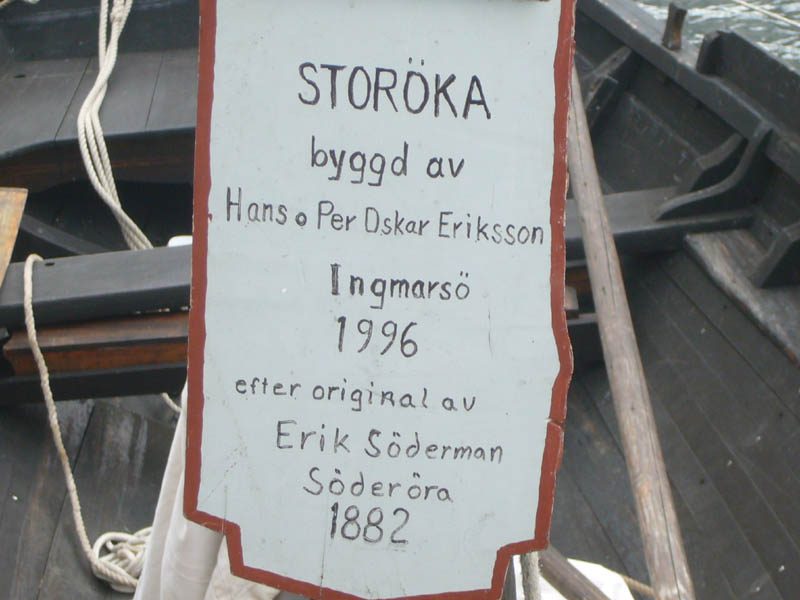 STORÖKA
byggd av
Hans o Per Oskar Eriksson
Ingmarsö
1996
efter original av
Erik Söderman
Söderöra
1882